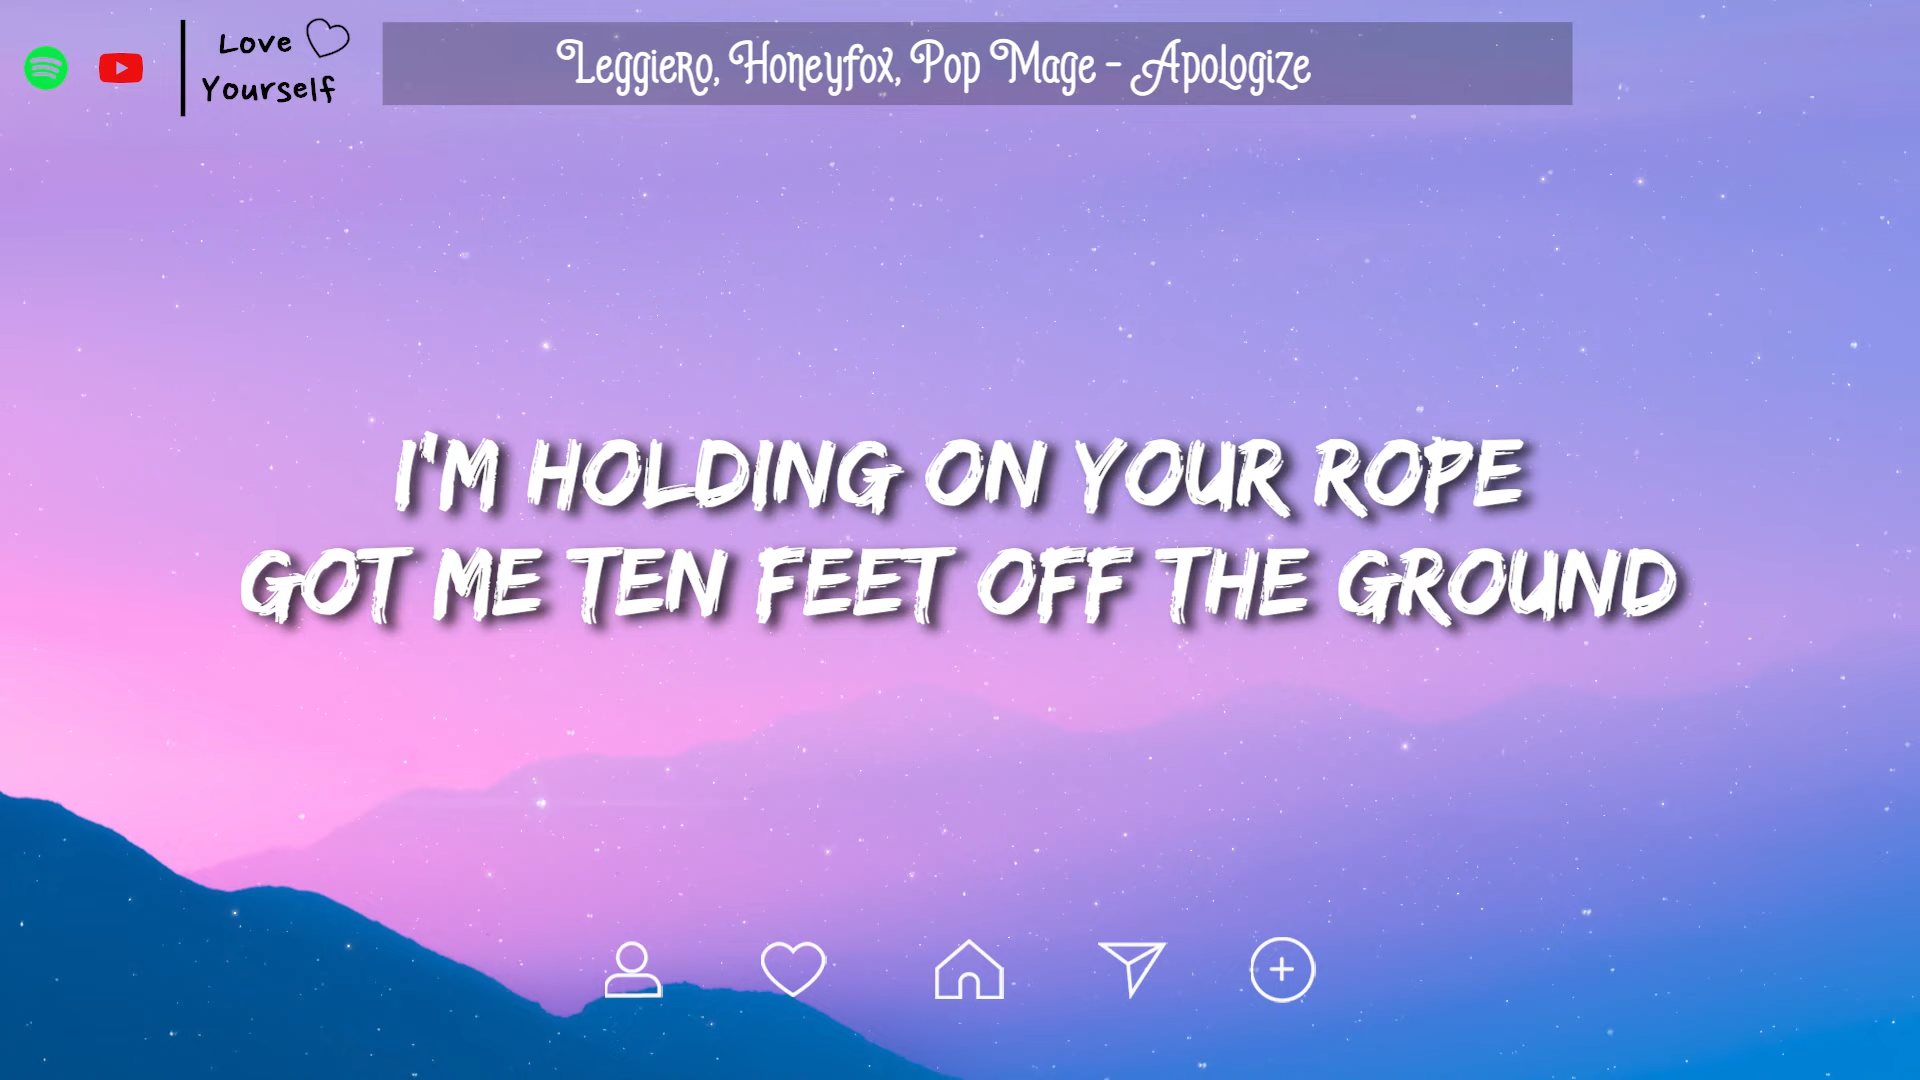 Love
Yourself
Leggiero, Honeyfox, Pop Mage - Apologize
I'M HOLDING ON YOUR ROPE
GOT ME TEN FEET OFF THE GROUND